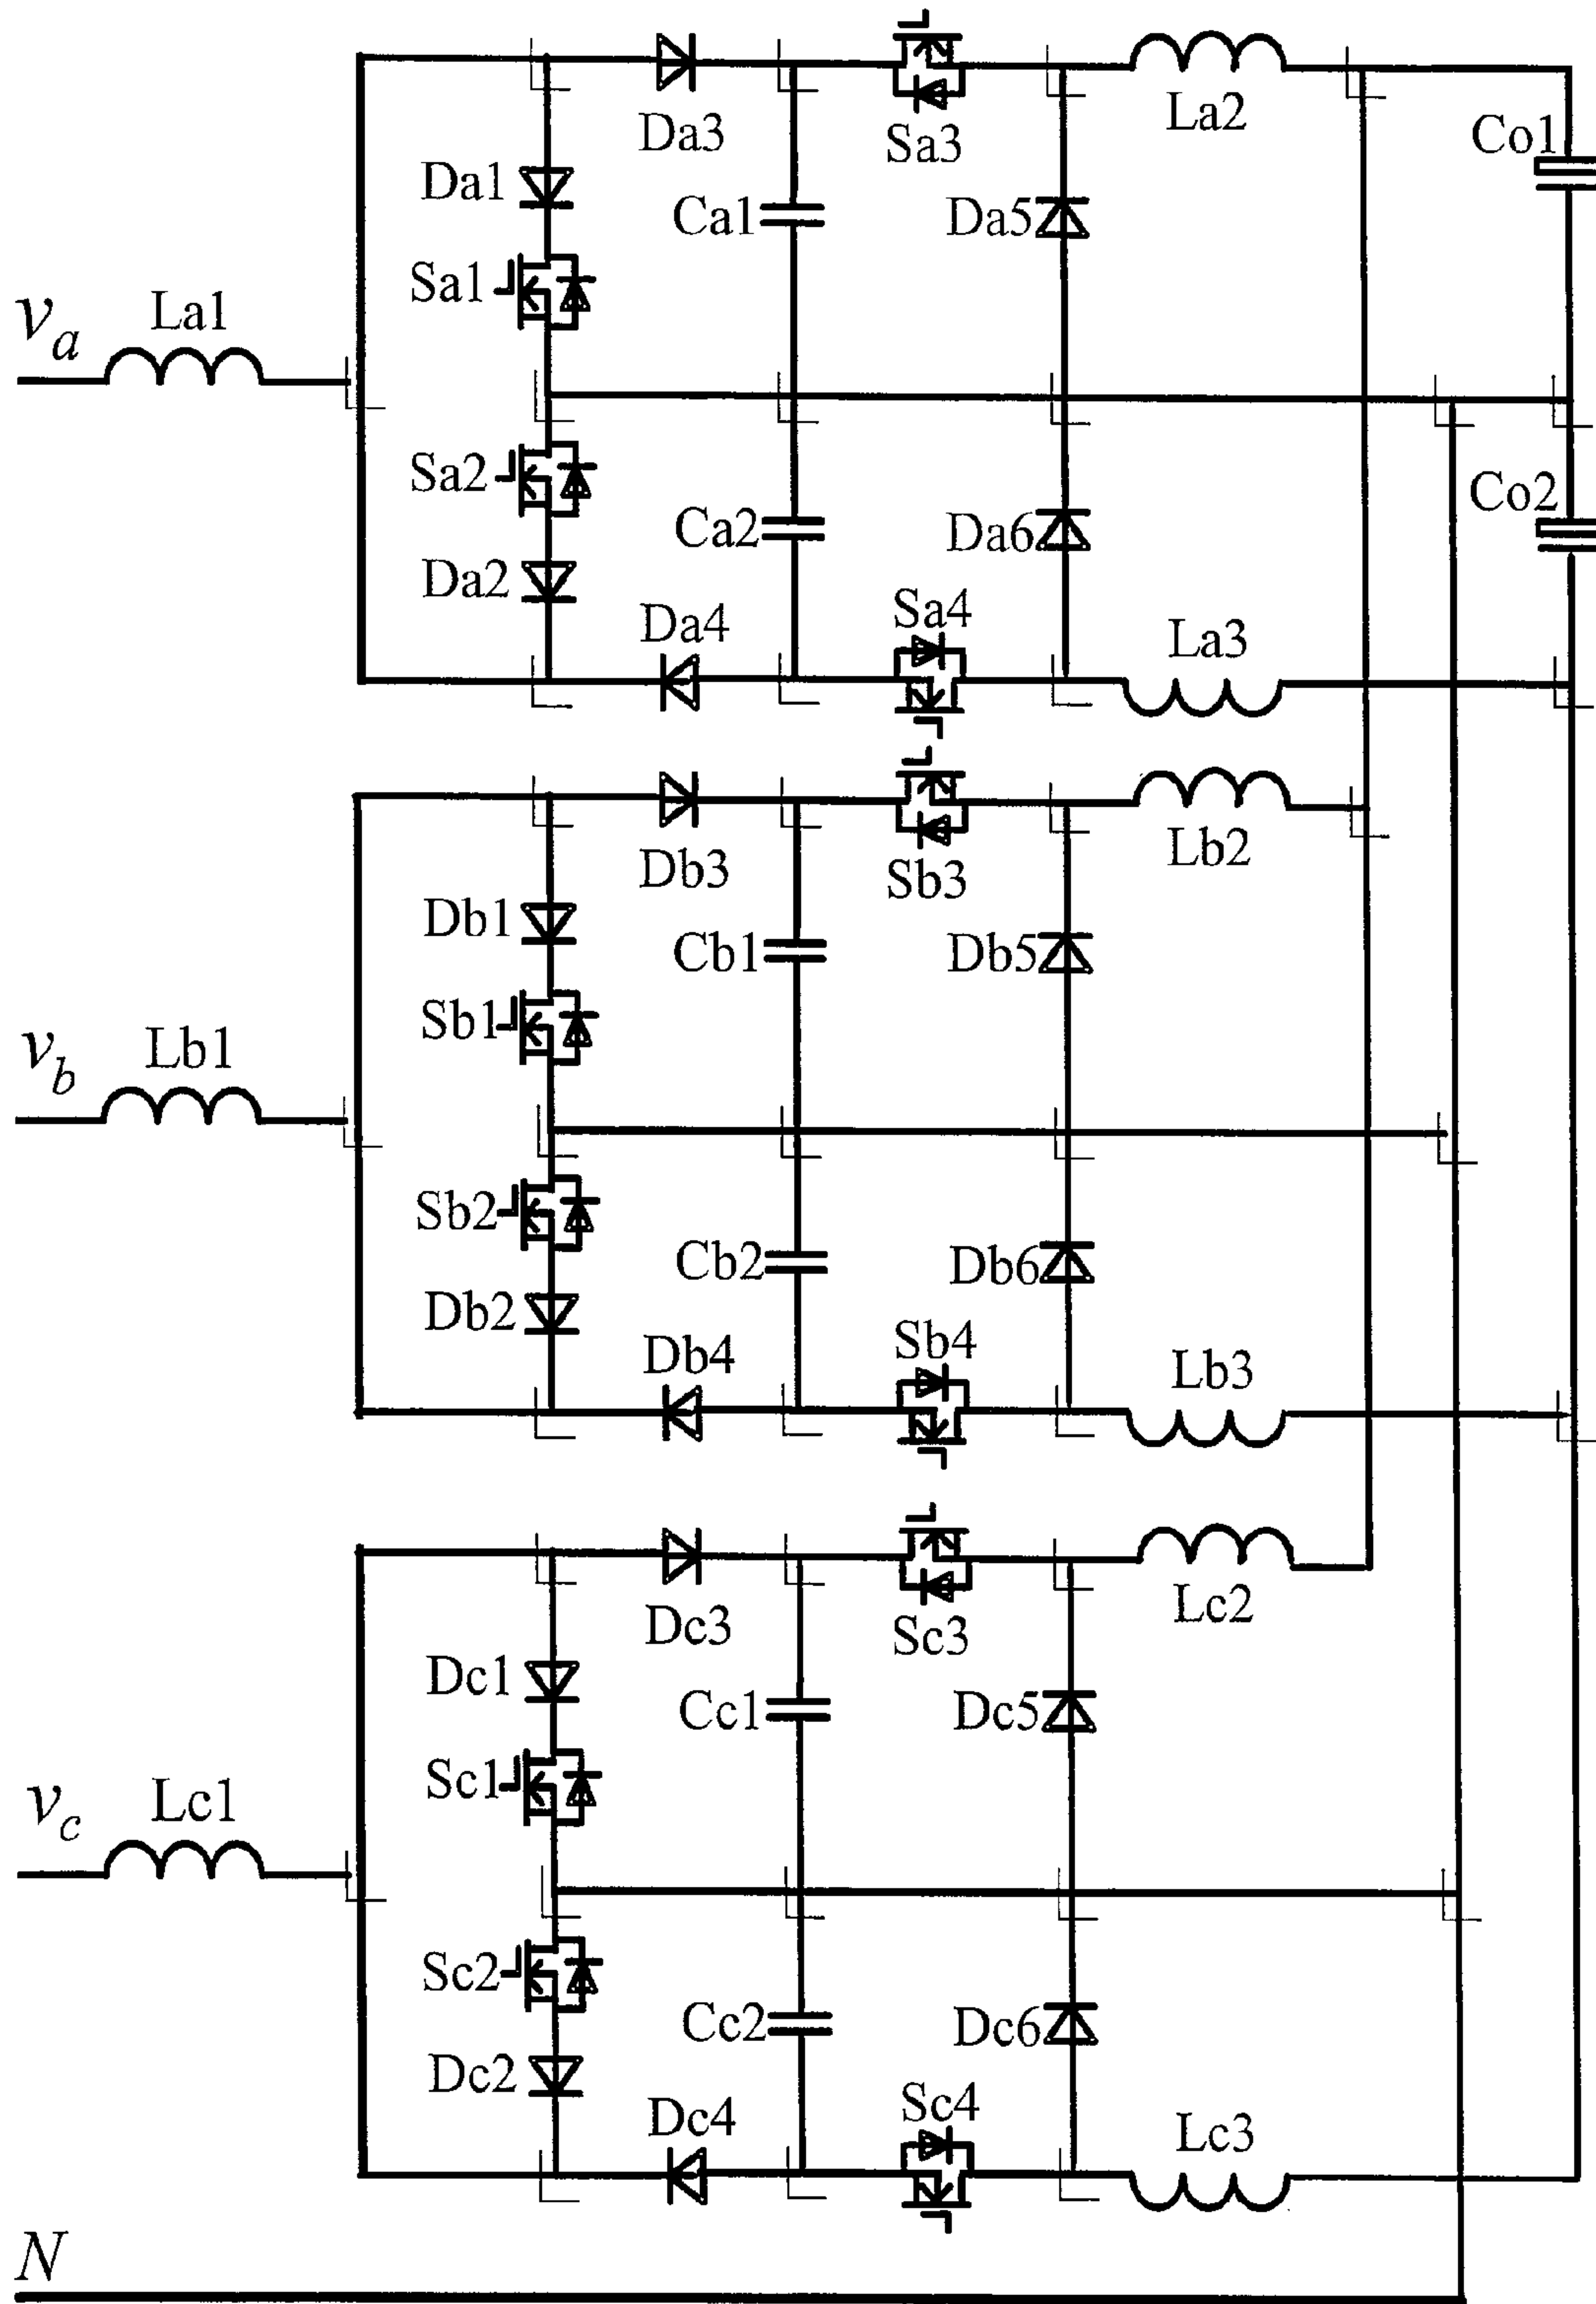 Da3
Sa3
La2
Co1
Da1
Ca1
Da5
Sa1
va
La1
Sa2
Co2
Ca2
Da6
Da2
Da4
Sa4
La3
Db3
Sb3
Lb2
Db1
Cb1
Db5
Sb1
vb
Lb1
Sb2
Cb2
Db6
Db2
Db4
Sb4
Lb3
Dc3
Sc3
Lc2
Dc1
Cc1
Dc5
Sc1
vc
Lc1
Sc2
Cc2
Dc6
Dc2
Dc4
Sc4
Lc3
N